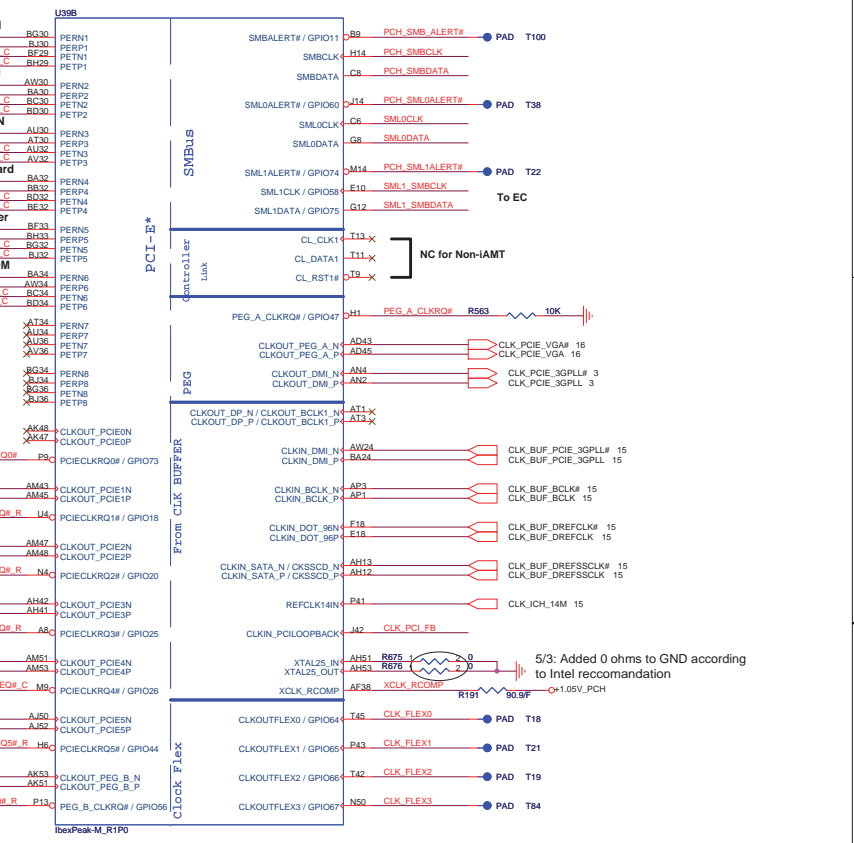 U39B
BG30 PERN1
BJ30 PERP1
C BF29 PETN1
C BH29 PETP1
AW30 PERN2
BA30 PERP2
C BC30 PETN2
C BD30 PETP2
N
AU30 PERN3
AT30 PERP3
C AU32 PETN3
C AV32 PETP3
ard
BA32 PERN4
BB32 PERP4
C BD32 PETN4
C BE32 PETP4
er
BF33 PERN5
BH33 PERP5
C BG32 PETN5
C BJ32 PETP5
OM
BA34 PERN6
AW34 PERP6
C BC34 PETN6
C BD34 PETP6
AT34 PERN7
AU34 PERP7
AU36 PETN7
AV36 PETP7
BG34 PERN8
BJ34 PERP8
BG36 PETN8
BJ36 PETP8
AK48 CLKOUT_PCIE0N
AK47 CLKOUT_PCIE0P
Q0# P9 PCIECLKRQ0# / GPIO73
AM43 CLKOUT_PCIE1N
AM45 CLKOUT_PCIE1P
Q#_R U4 PCIECLKRQ1# / GPIO18
AM47 CLKOUT_PCIE2N
AM48 CLKOUT_PCIE2P
Q#_R N4 PCIECLKRQ2# / GPIO20
AH42 CLKOUT_PCIE3N
AH41 CLKOUT_PCIE3P
Q#_R A8 PCIECLKRQ3# / GPIO25
AM51 CLKOUT_PCIE4N
AM53 CLKOUT_PCIE4P
EQ#_C M9 PCIECLKRQ4# / GPIO26
AJ50 CLKOUT_PCIE5N
AJ52 CLKOUT_PCIE5P
Q5#_R H6 PCIECLKRQ5# / GPIO44
AK53 CLKOUT_PEG_B_N
AK51 CLKOUT_PEG_B_P
#_R P13 PEG_B_CLKRQ# / GPIO56
PCI-E*
SMBus
Controller
Link
PEG
From CLK BUFFER
Clock Flex
SMBALERT# / GPIO11 B9 PCH_SMB_ALERT# PAD T100
SMBCLK H14 PCH_SMBCLK
SMBDATA C8 PCH_SMBDATA
SML0ALERT# / GPIO60 J14 PCH_SML0ALERT# PAD T38
SML0CLK C6 SML0CLK
SML0DATA G8 SML0DATA
SML1ALERT# / GPIO74 M14 PCH_SML1ALERT# PAD T22
SML1CLK / GPIO58 E10 SML1_SMBCLK
To EC
SML1DATA / GPIO75 G12 SML1_SMBDATA
CL_CLK1 T13
CL_DATA1 T11 NC for Non-iAMT
CL_RST1# T9
PEG_A_CLKRQ# / GPIO47 H1 PEG_A_CLKRQ# R563 10K
CLKOUT_PEG_A_N AD43 CLK_PCIE_VGA# 16
CLKOUT_PEG_A_P AD45 CLK_PCIE_VGA 16
CLKOUT_DMI_N AN4 CLK_PCIE_3GPLL# 3
CLKOUT_DMI_P AN2 CLK_PCIE_3GPLL 3
CLKOUT_DP_N / CLKOUT_BCLK1_N AT1
CLKOUT_DP_P / CLKOUT_BCLK1_P AT3
CLKIN_DMI_N AW24 CLK_BUF_PCIE_3GPLL# 15
CLKIN_DMI_P BA24 CLK_BUF_PCIE_3GPLL 15
CLKIN_BCLK_N AP3 CLK_BUF_BCLK# 15
CLKIN_BCLK_P AP1 CLK_BUF_BCLK 15
CLKIN_DOT_96N F18 CLK_BUF_DREFCLK# 15
CLKIN_DOT_96P E18 CLK_BUF_DREFCLK 15
CLKIN_SATA_N / CKSSCD_N AH13 CLK_BUF_DREFSSCLK# 15
CLKIN_SATA_P / CKSSCD_P AH12 CLK_BUF_DREFSSCLK 15
REFCLK14IN P41 CLK_ICH_14M 15
CLKIN_PCILOOPBACK J42 CLK_PCI_FB
XTAL25_IN AH51 R675 1 2 0
XTAL25_OUT AH53 R676 1 2 0
5/3: Added 0 ohms to GND according
to Intel reccomandation
XCLK_RCOMP AF38 XCLK_RCOMP R191 90.9/F +1.05V_PCH
CLKOUTFLEX0 / GPIO64 T45 CLK_FLEX0 PAD T18
CLKOUTFLEX1 / GPIO65 P43 CLK_FLEX1 PAD T21
CLKOUTFLEX2 / GPIO66 T42 CLK_FLEX2 PAD T19
CLKOUTFLEX3 / GPIO67 N50 CLK_FLEX3 PAD T84
IbexPeak-M_R1P0